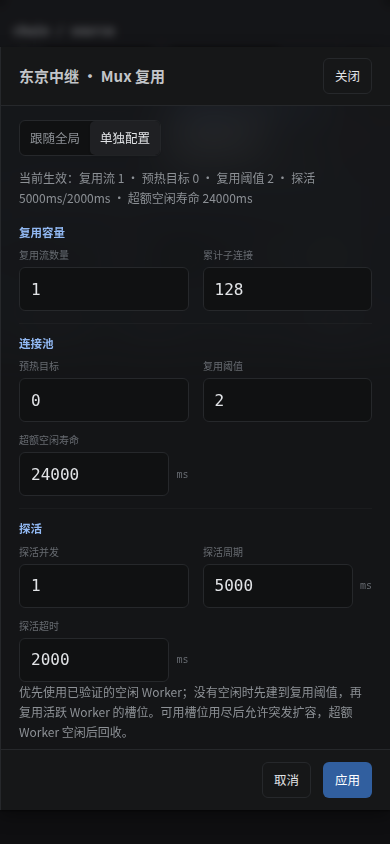 东京中继 · Mux 复用
关闭
跟随全局 单独配置
当前生效：复用流 1 · 预热目标 0 · 复用阈值 2 · 探活
5000ms/2000ms · 超额空闲寿命 24000ms
复用容量
复用流数量 累计子连接
1 128
连接池
预热目标 复用阈值
0 2
超额空闲寿命
24000 ms
探活
探活并发 探活周期
1 5000 ms
探活超时
2000 ms
优先使用已验证的空闲 Worker；没有空闲时先建到复用阈值，再
复用活跃 Worker 的槽位。可用槽位用尽后允许突发扩容，超额
Worker 空闲后回收。
取消 应用